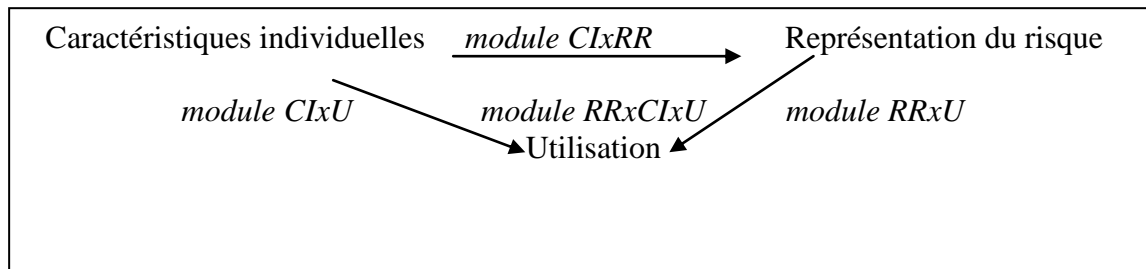 Caractéristiques individuelles module CIxRR Représentation du risque
module CIxU module RRxCIxU module RRxU
Utilisation